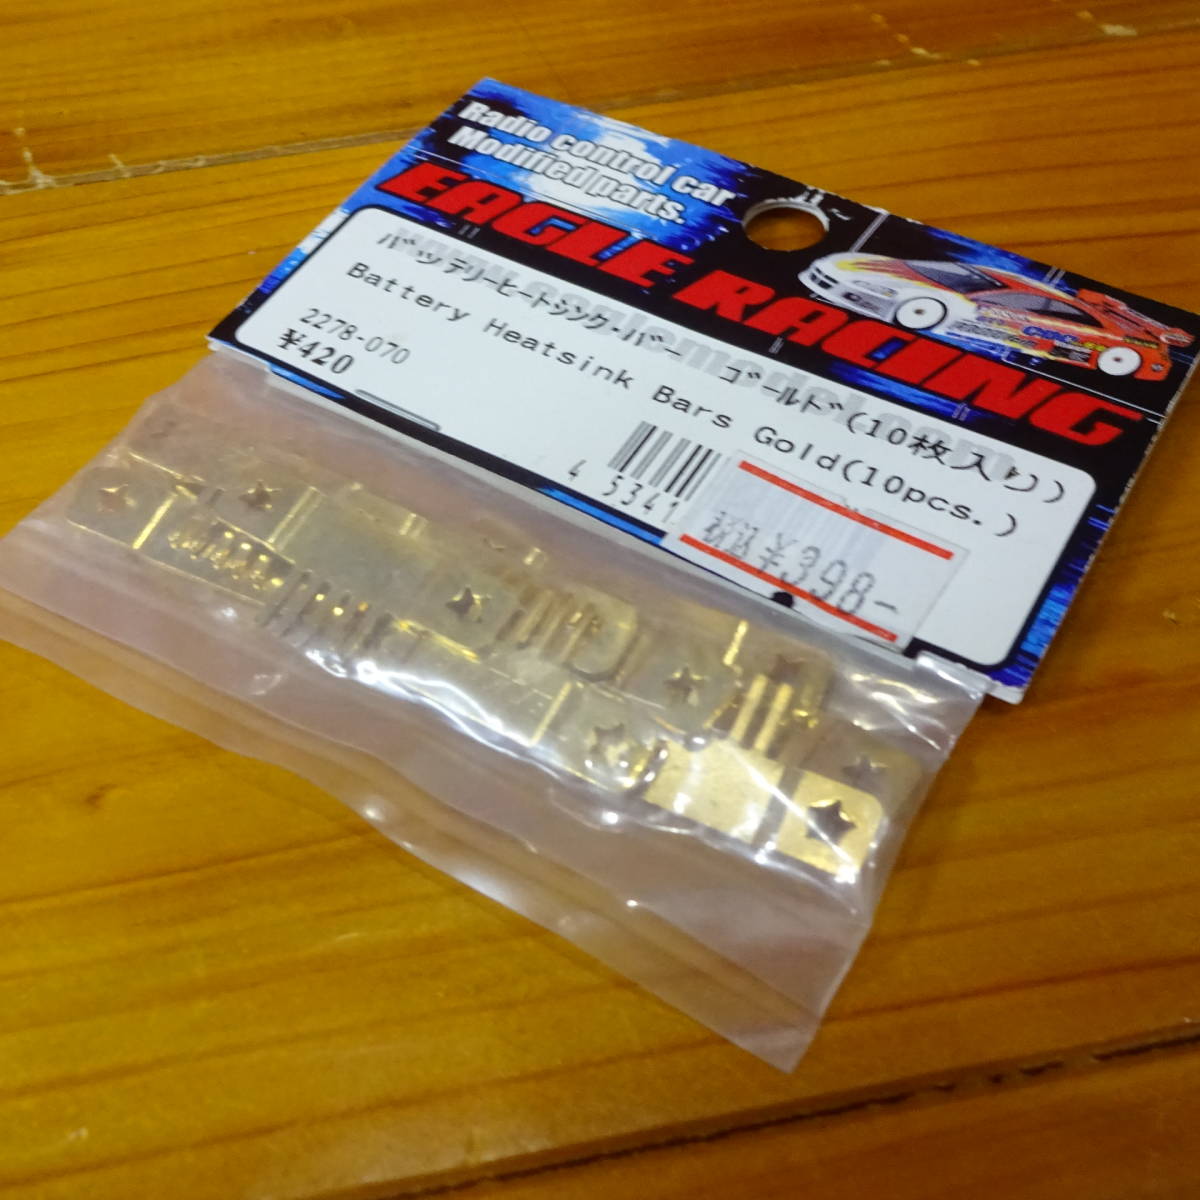 Radio control car
Modified parts.
EAGLE RACING
バッテリーヒートシンク・バー ゴールド(10枚入り)
Battery Heatsink Bars Gold(10pcs.)
2278-070
¥420
4 5341
税込¥398-